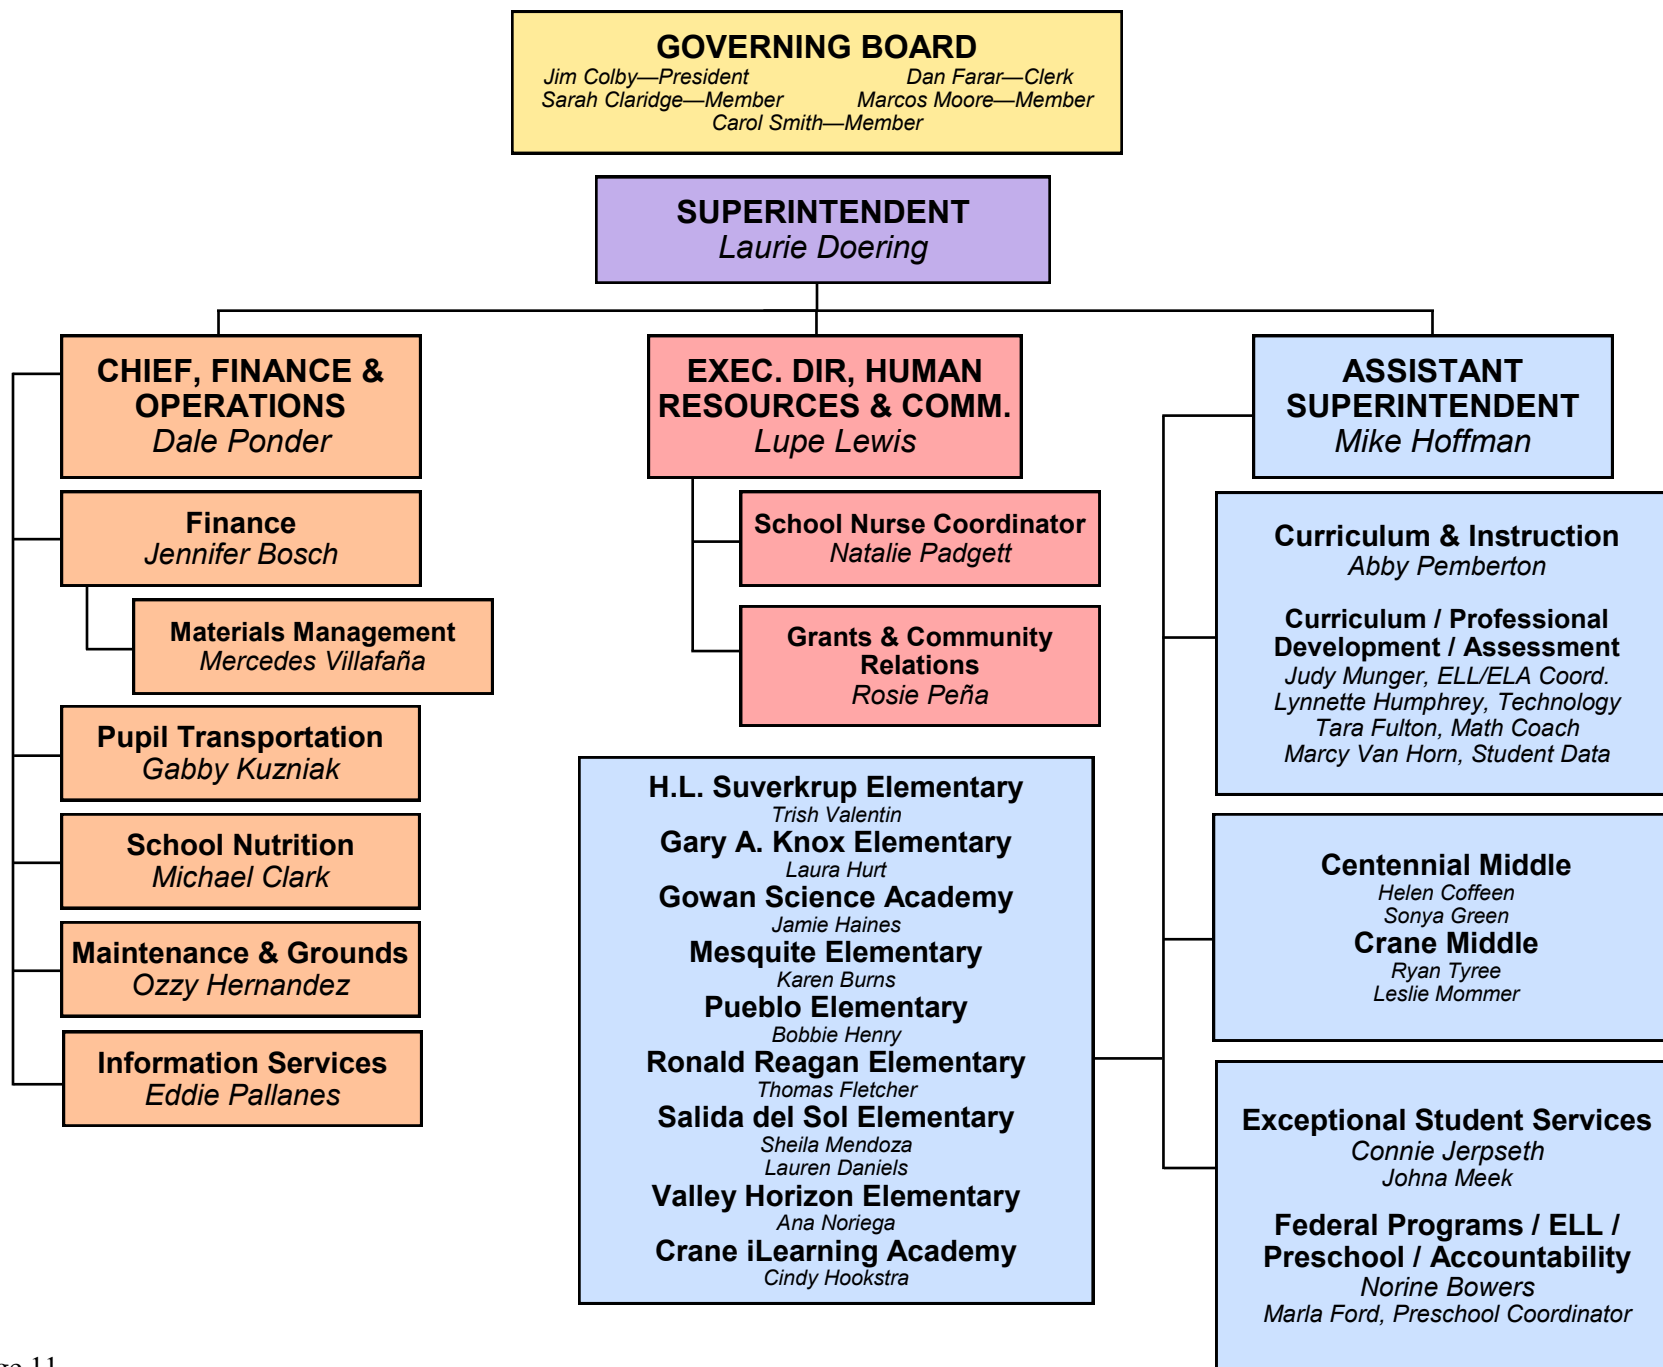 GOVERNING BOARD
Jim Colby—President Dan Farar—Clerk
Sarah Claridge—Member Marcos Moore—Member
Carol Smith—Member
SUPERINTENDENT
Laurie Doering
CHIEF, FINANCE &
OPERATIONS
Dale Ponder
Finance
Jennifer Bosch
Materials Management
Mercedes Villafaña
Pupil Transportation
Gabby Kuzniak
School Nutrition
Michael Clark
Maintenance & Grounds
Ozzy Hernandez
Information Services
Eddie Pallanes
EXEC. DIR, HUMAN
RESOURCES & COMM.
Lupe Lewis
School Nurse Coordinator
Natalie Padgett
Grants & Community
Relations
Rosie Peña
H.L. Suverkrup Elementary
Trish Valentin
Gary A. Knox Elementary
Laura Hurt
Gowan Science Academy
Jamie Haines
Mesquite Elementary
Karen Burns
Pueblo Elementary
Bobbie Henry
Ronald Reagan Elementary
Thomas Fletcher
Salida del Sol Elementary
Sheila Mendoza
Lauren Daniels
Valley Horizon Elementary
Ana Noriega
Crane iLearning Academy
Cindy Hookstra
ASSISTANT
SUPERINTENDENT
Mike Hoffman
Curriculum & Instruction
Abby Pemberton
Curriculum / Professional
Development / Assessment
Judy Munger, ELL/ELA Coord.
Lynnette Humphrey, Technology
Tara Fulton, Math Coach
Marcy Van Horn, Student Data
Centennial Middle
Helen Coffeen
Sonya Green
Crane Middle
Ryan Tyree
Leslie Mommer
Exceptional Student Services
Connie Jerpseth
Johna Meek
Federal Programs / ELL /
Preschool / Accountability
Norine Bowers
Marla Ford, Preschool Coordinator